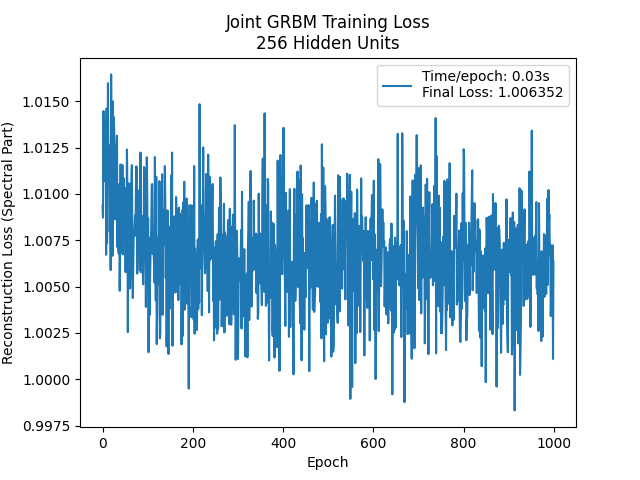 Joint GRBM Training Loss
256 Hidden Units
Time/epoch: 0.03s
Final Loss: 1.006352
Reconstruction Loss (Spectral Part)
1.0150
1.0125
1.0100
1.0075
1.0050
1.0025
1.0000
0.9975
0
200
400
600
800
1000
Epoch